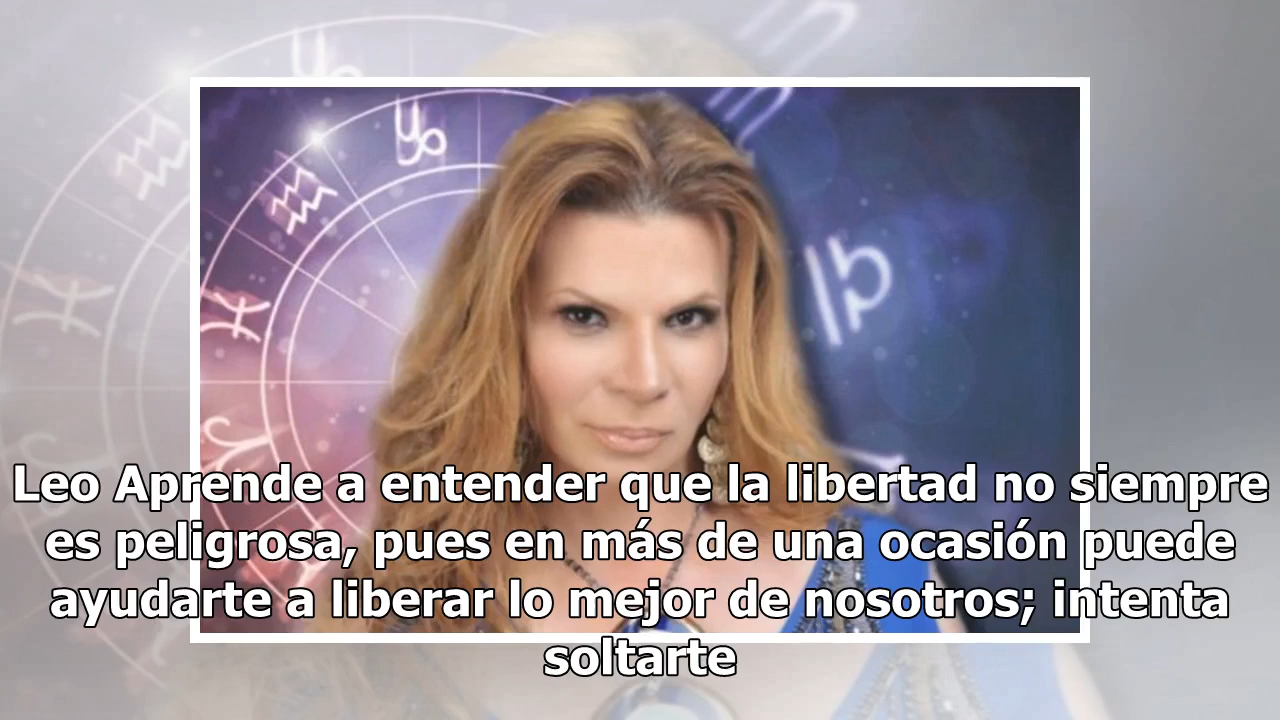 Leo Aprende a entender que la libertad no siempre
es peligrosa, pues en más de una ocasión puede
ayudarte a liberar lo mejor de nosotros; intenta
soltarte